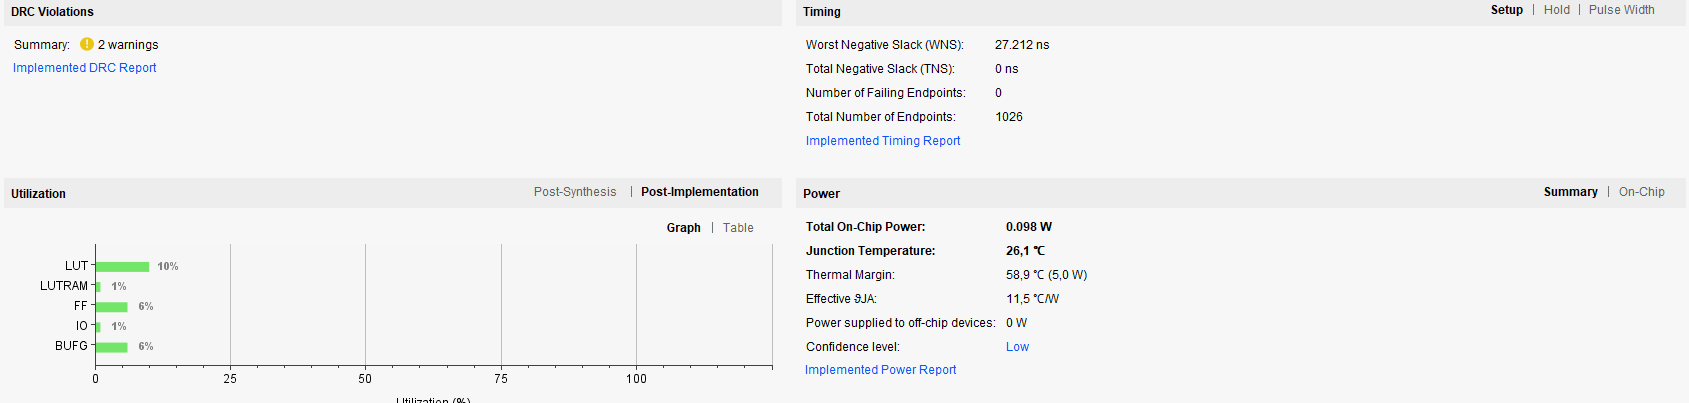 DRC Violations
Summary: 2 warnings
Implemented DRC Report
Timing
Setup | Hold | Pulse Width
Worst Negative Slack (WNS): 27.212 ns
Total Negative Slack (TNS): 0 ns
Number of Failing Endpoints: 0
Total Number of Endpoints: 1026
Implemented Timing Report
Utilization
Post-Synthesis | Post-Implementation
Graph | Table
LUT 10%
LUTRAM 1%
FF 6%
IO 1%
BUFG 6%
0 25 50 75 100
Utilization (%)
Power
Summary | On-Chip
Total On-Chip Power: 0.098 W
Junction Temperature: 26,1 °C
Thermal Margin: 58,9 °C (5,0 W)
Effective ϑJA: 11,5 °C/W
Power supplied to off-chip devices: 0 W
Confidence level: Low
Implemented Power Report